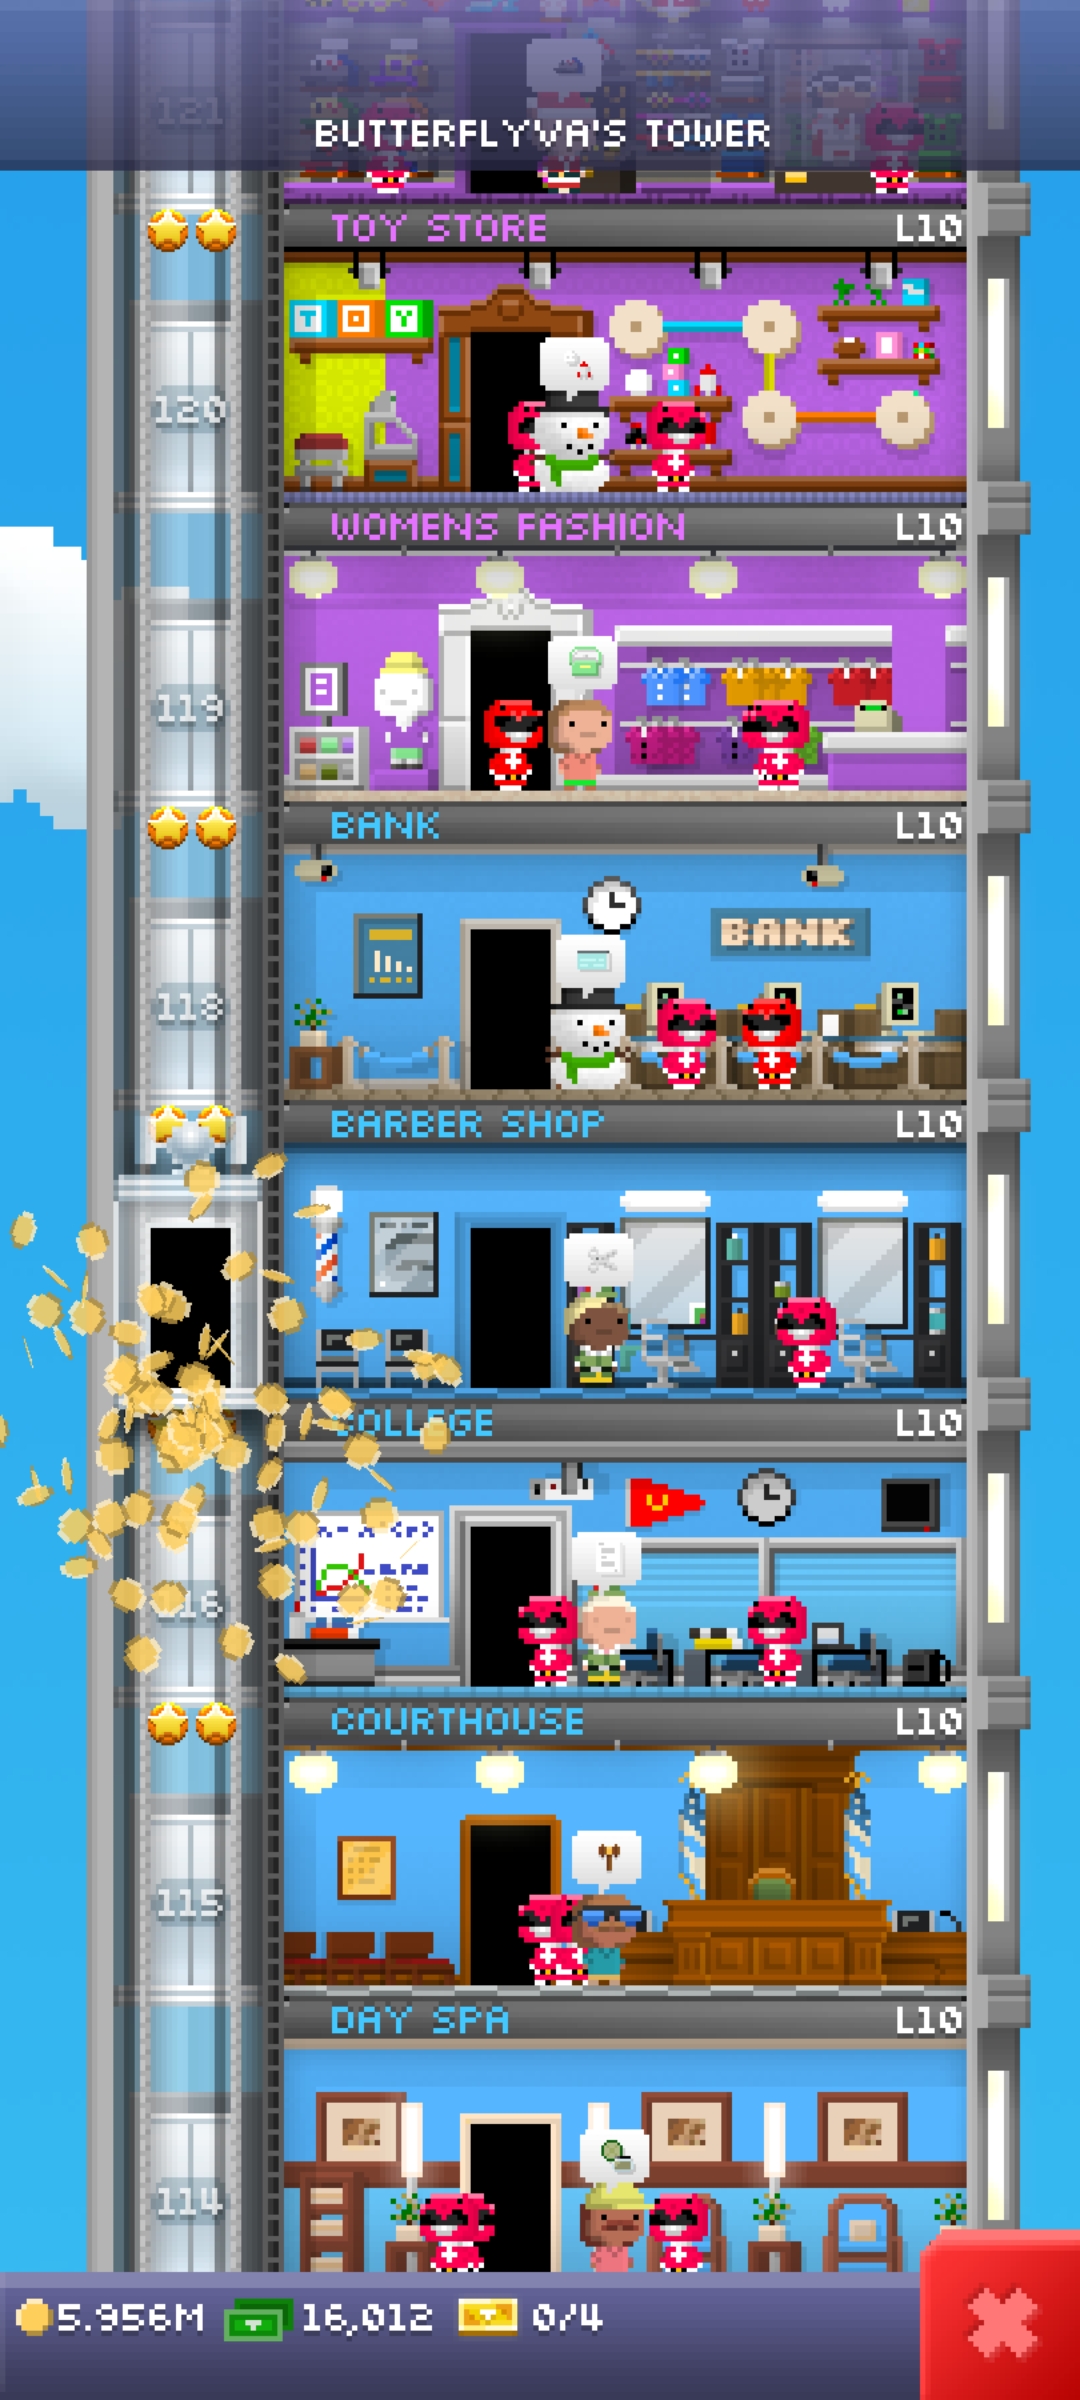 121
BUTTERFLYVA'S TOWER
TOY STORE L10
TOY
120
WOMENS FASHION L10
119
BANK L10
BANK
118
BARBER SHOP L10
COLLEGE L10
116
COURTHOUSE L10
115
DAY SPA L10
114
5.956M 16,012 0/4